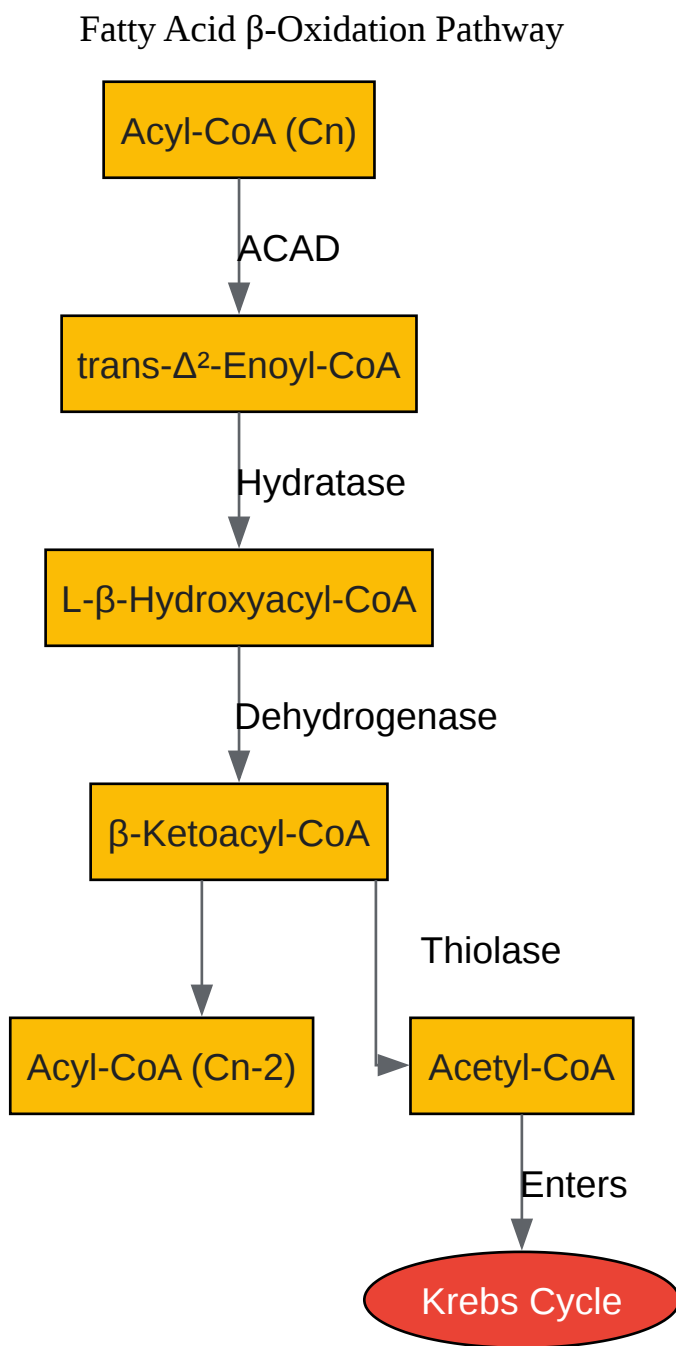 Fatty Acid β-Oxidation Pathway
Acyl-CoA (Cn)
ACAD
trans-Δ²-Enoyl-CoA
Hydratase
L-β-Hydroxyacyl-CoA
Dehydrogenase
β-Ketoacyl-CoA
Thiolase
Acyl-CoA (Cn-2)
Acetyl-CoA
Enters
Krebs Cycle